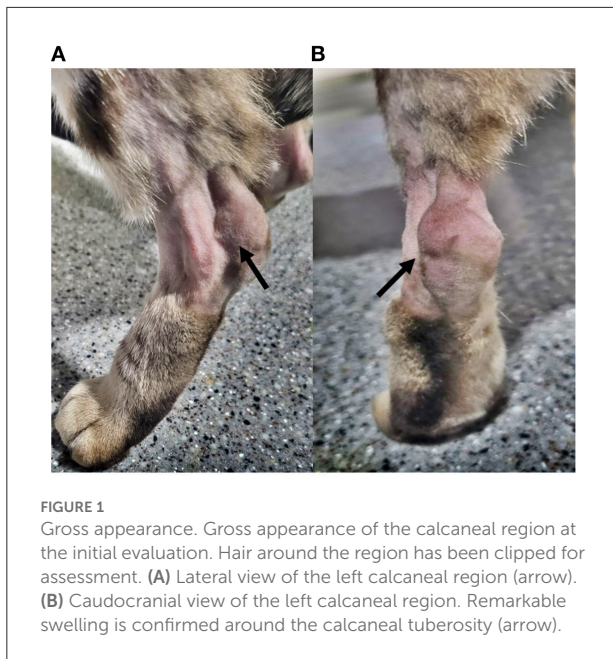 A
B
FIGURE 1
Gross appearance. Gross appearance of the calcaneal region at
the initial evaluation. Hair around the region has been clipped for
assessment. (A) Lateral view of the left calcaneal region (arrow).
(B) Caudocranial view of the left calcaneal region. Remarkable
swelling is confirmed around the calcaneal tuberosity (arrow).